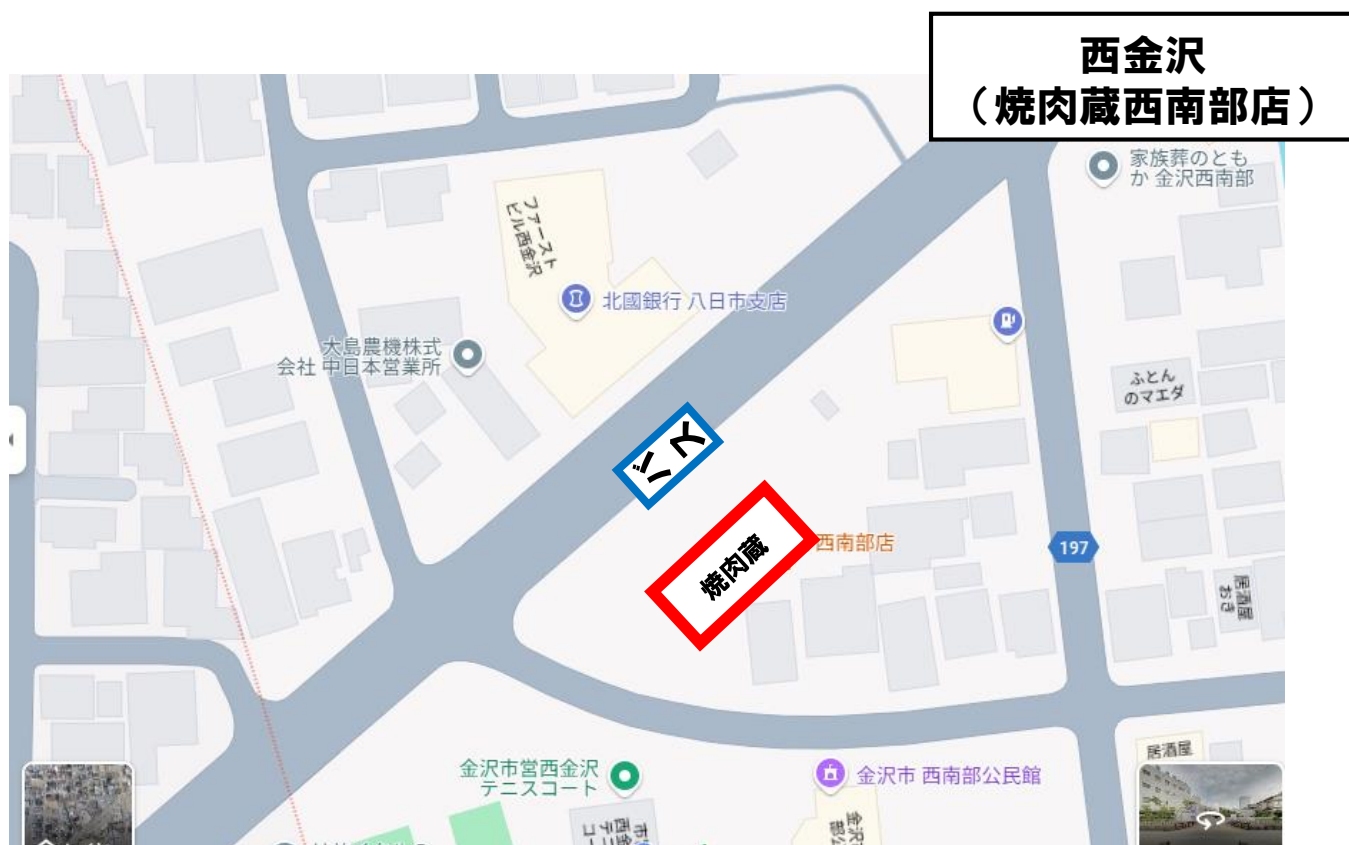 西金沢
（焼肉蔵西南部店）
家族葬のとも
か 金沢西南部
ファースト
ビル西金沢
北國銀行 八日市支店
大島農機株式
会社 中日本営業所
ふとん
のマエダ
バス
焼肉蔵
西南部店
197
居酒屋
おき
居酒屋
金沢市営西金沢
テニスコート
金沢市 西南部公民館